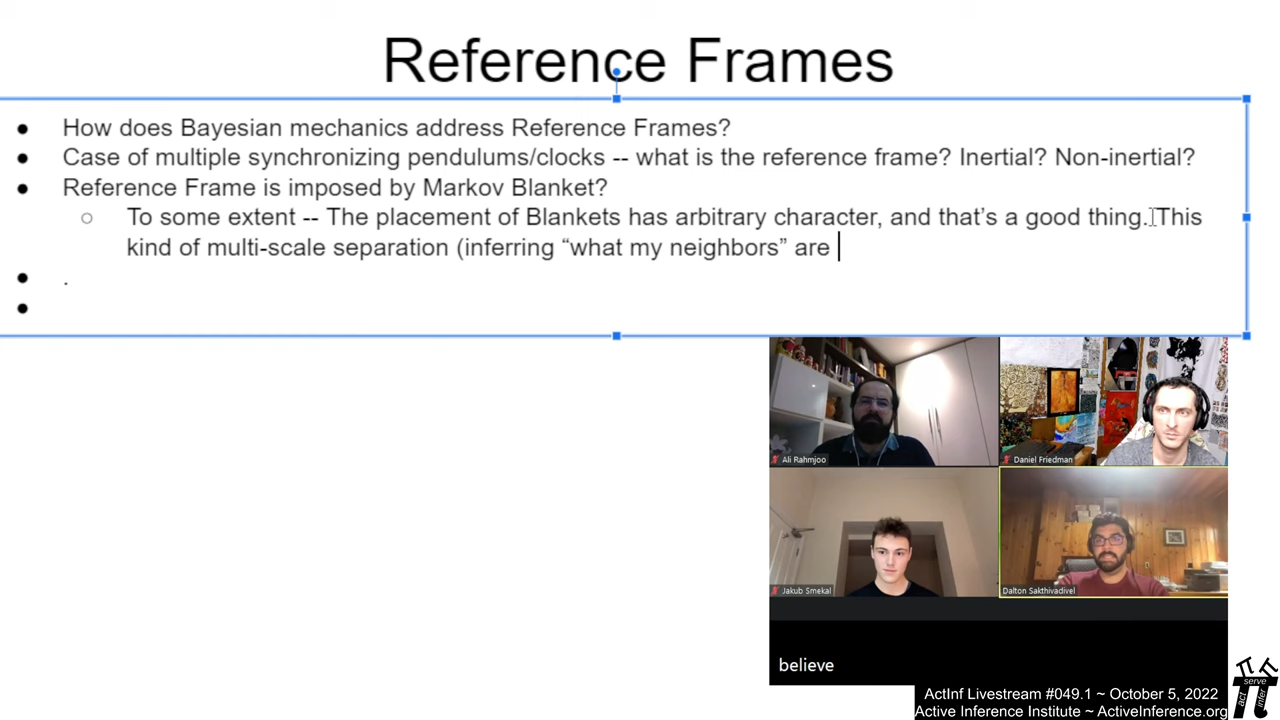 Reference Frames
● How does Bayesian mechanics address Reference Frames?
● Case of multiple synchronizing pendulums/clocks -- what is the reference frame? Inertial? Non-inertial?
● Reference Frame is imposed by Markov Blanket?
○ To some extent -- The placement of Blankets has arbitrary character, and that’s a good thing. This
kind of multi-scale separation (inferring “what my neighbors” are
● .
●
Ali Rahmjoo
Daniel Friedman
Jakub Smekal
Dalton Sakthivadivel
believe
ActInf Livestream #049.1 ~ October 5, 2022
Active Inference Institute ~ ActiveInference.org
serve
act
infer